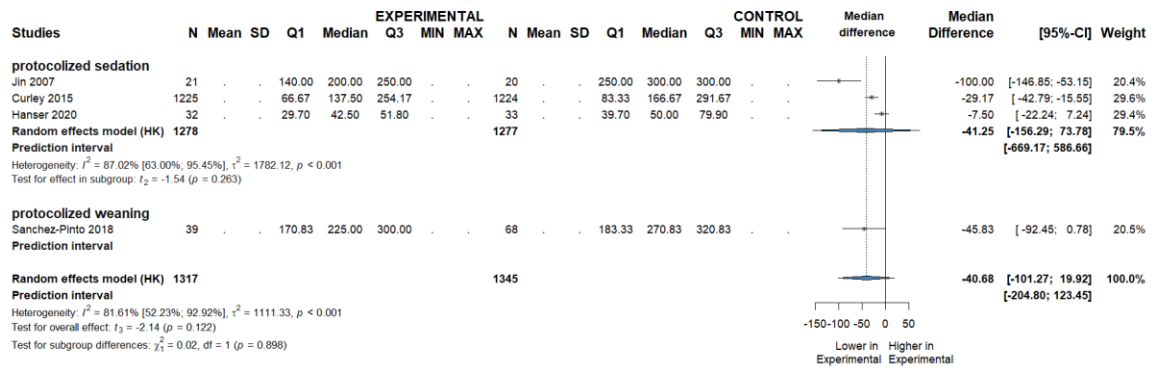 EXPERIMENTAL CONTROL Median Median
Studies N Mean SD Q1 Median Q3 MIN MAX N Mean SD Q1 Median Q3 MIN MAX difference Difference [95%-CI] Weight
protocolized sedation
Jin 2007 21 . . 140.00 200.00 250.00 . . 20 . . 250.00 300.00 300.00 . . -100.00 [-146.85; -53.15] 20.4%
Curley 2015 1225 . . 66.67 137.50 254.17 . . 1224 . . 83.33 166.67 291.67 . . -29.17 [-42.79; -15.55] 29.6%
Hanser 2020 32 . . 29.70 42.50 51.80 . . 33 . . 39.70 50.00 79.90 . . -7.50 [-22.24; 7.24] 29.4%
Random effects model (HK) 1278 1277 -41.25 [-156.29; 73.78] 79.5%
Prediction interval [-669.17; 586.66]
Heterogeneity: I² = 87.02% [63.00%; 95.45%], τ² = 1782.12, p < 0.001
Test for effect in subgroup: t₂ = -1.54 (p = 0.263)
protocolized weaning
Sanchez-Pinto 2018 39 . . 170.83 225.00 300.00 . . 68 . . 183.33 270.83 320.83 . . -45.83 [-92.45; 0.78] 20.5%
Prediction interval
Random effects model (HK) 1317 1345 -40.68 [-101.27; 19.92] 100.0%
Prediction interval [-204.80; 123.45]
Heterogeneity: I² = 81.61% [52.23%; 92.92%], τ² = 1111.33, p < 0.001
Test for overall effect: t₃ = -2.14 (p = 0.122)
Test for subgroup differences: χ²₁ = 0.02, df = 1 (p = 0.898)
-150 -100 -50 0 50
Lower in Higher in
Experimental Experimental